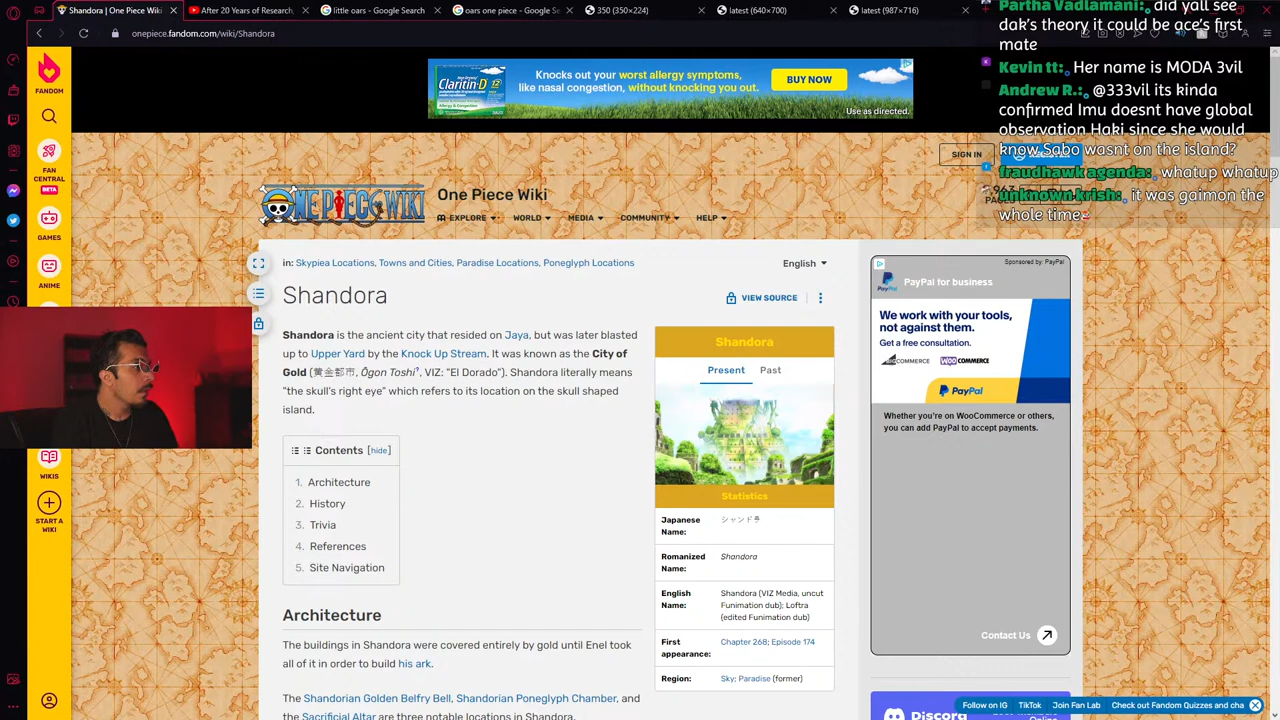 Shandora | One Piece Wiki
After 20 Years of Research,
little oars - Google Search
oars one piece - Google Se
350 (350×224)
latest (640×700)
latest (987×716)
onepiece.fandom.com/wiki/Shandora
Partha Vadlamani: did yall see
dak's theory it could be ace's first
mate
Kevin tt: Her name is MODA 3vil
Andrew R.: @333vil its kinda
confirmed Imu doesnt have global
observation Haki since she would
know Sabo wasnt on the island?
fraudhawk agenda: whatup whatup
unknown krish: it was gaimon the
whole time
FANDOM
FAN
CENTRAL
BETA
GAMES
ANIME
WIKIS
START A
WIKI
Claritin-D 12
Knocks out your worst allergy symptoms,
like nasal congestion, without knocking you out.
BUY NOW
Use as directed.
SIGN IN
ONE PIECE WIKI
One Piece Wiki
EXPLORE
WORLD
MEDIA
COMMUNITY
HELP
in: Skypiea Locations, Towns and Cities, Paradise Locations, Poneglyph Locations
English
Shandora
VIEW SOURCE
Shandora is the ancient city that resided on Jaya, but was later blasted
up to Upper Yard by the Knock Up Stream. It was known as the City of
Gold (黄金都市, Ōgon Toshi?, VIZ: "El Dorado"). Shandora literally means
"the skull's right eye" which refers to its location on the skull shaped
island.
Contents [hide]
1. Architecture
2. History
3. Trivia
4. References
5. Site Navigation
Architecture
The buildings in Shandora were covered entirely by gold until Enel took
all of it in order to build his ark.
The Shandorian Golden Belfry Bell, Shandorian Poneglyph Chamber, and
the Sacrificial Altar are three notable locations in Shandora.
Shandora
Present
Past
Statistics
Japanese
Name:
シャンドラ
Romanized
Name:
Shandora
English
Name:
Shandora (VIZ Media, uncut
Funimation dub); Loftra
(edited Funimation dub)
First
appearance:
Chapter 268; Episode 174
Region:
Sky; Paradise (former)
Sponsored by: PayPal
PayPal
PayPal for business
We work with your tools,
not against them.
Get a free consultation.
BIGCOMMERCE
WOO COMMERCE
PayPal
Whether you're on WooCommerce or others,
you can add PayPal to accept payments.
Contact Us
Discord
Online
Follow on IG
TikTok
Join Fan Lab
Check out Fandom Quizzes and cha